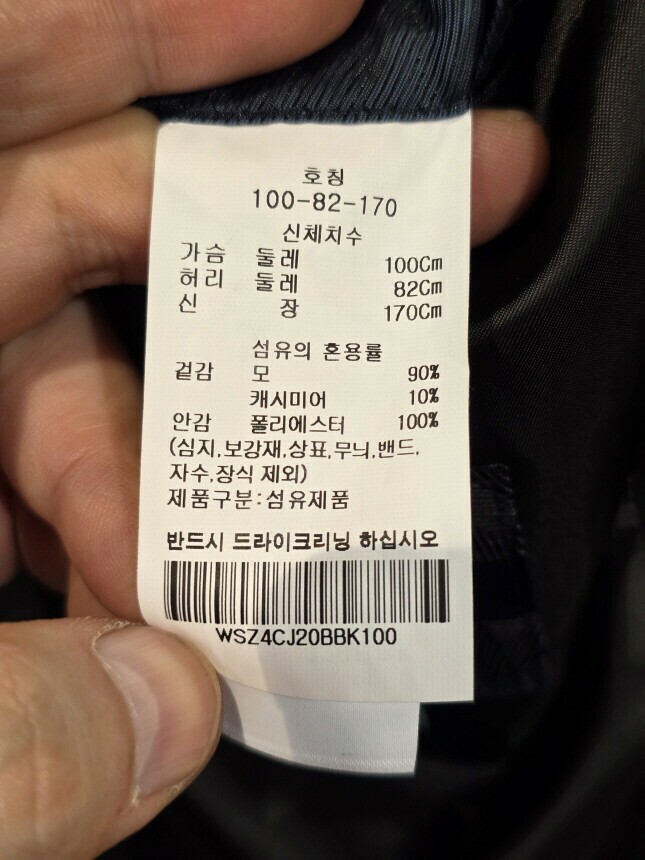 호칭
100-82-170
신체치수
가슴 둘레 100Cm
허리 둘레 82Cm
신 장 170Cm
섬유의 혼용률
겉감 모 90%
캐시미어 10%
안감 폴리에스터 100%
(심지,보강재,상표,무늬,밴드,
자수,장식 제외)
제품구분:섬유제품
반드시 드라이크리닝 하십시오
WSZ4CJ20BBK100